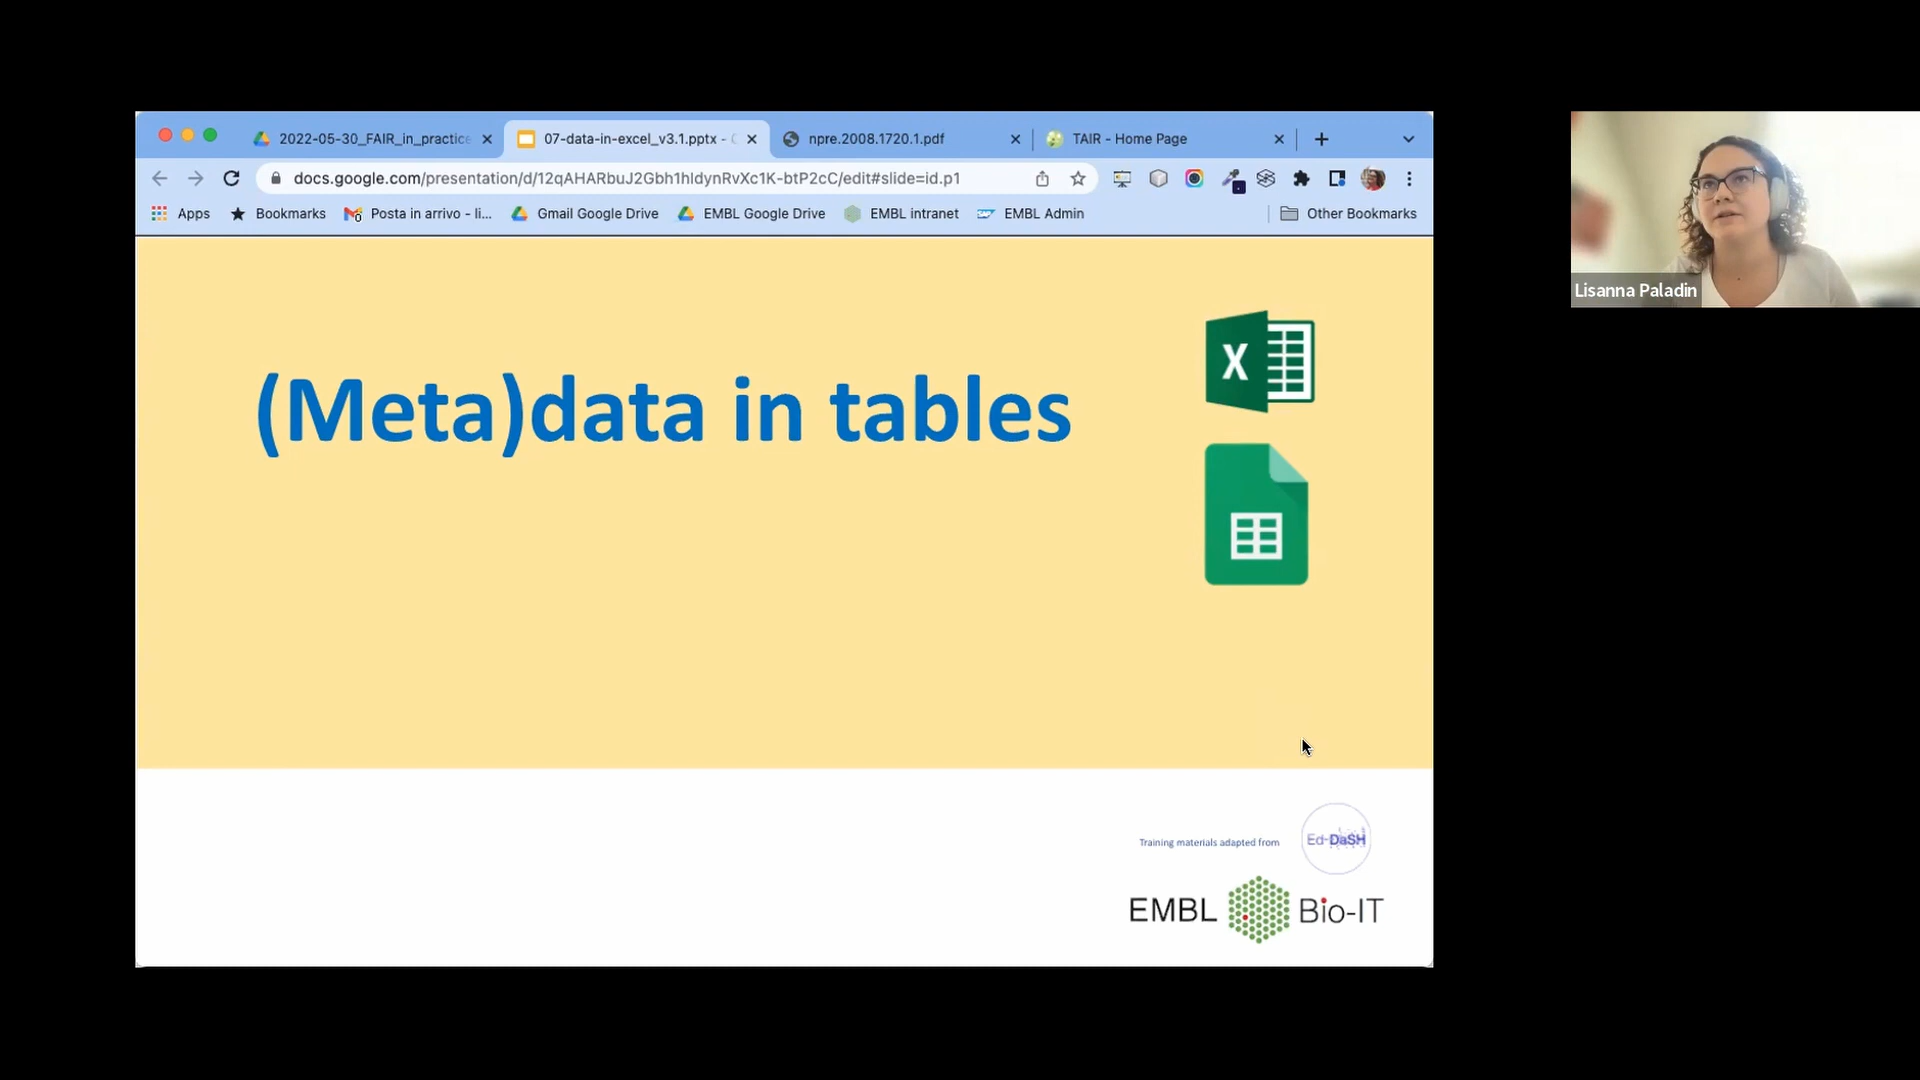 2022-05-30_FAIR_in_practice
07-data-in-excel_v3.1.pptx -
npre.2008.1720.1.pdf
TAIR - Home Page
docs.google.com/presentation/d/12qAHARbuJ2Gbh1hldynRvXc1K-btP2cC/edit#slide=id.p1
Apps
Bookmarks
Posta in arrivo - li...
Gmail Google Drive
EMBL Google Drive
EMBL intranet
EMBL Admin
Other Bookmarks
(Meta)data in tables
X
Lisanna Paladin
Training materials adapted from
Ed-DaSH
EMBL Bio-IT